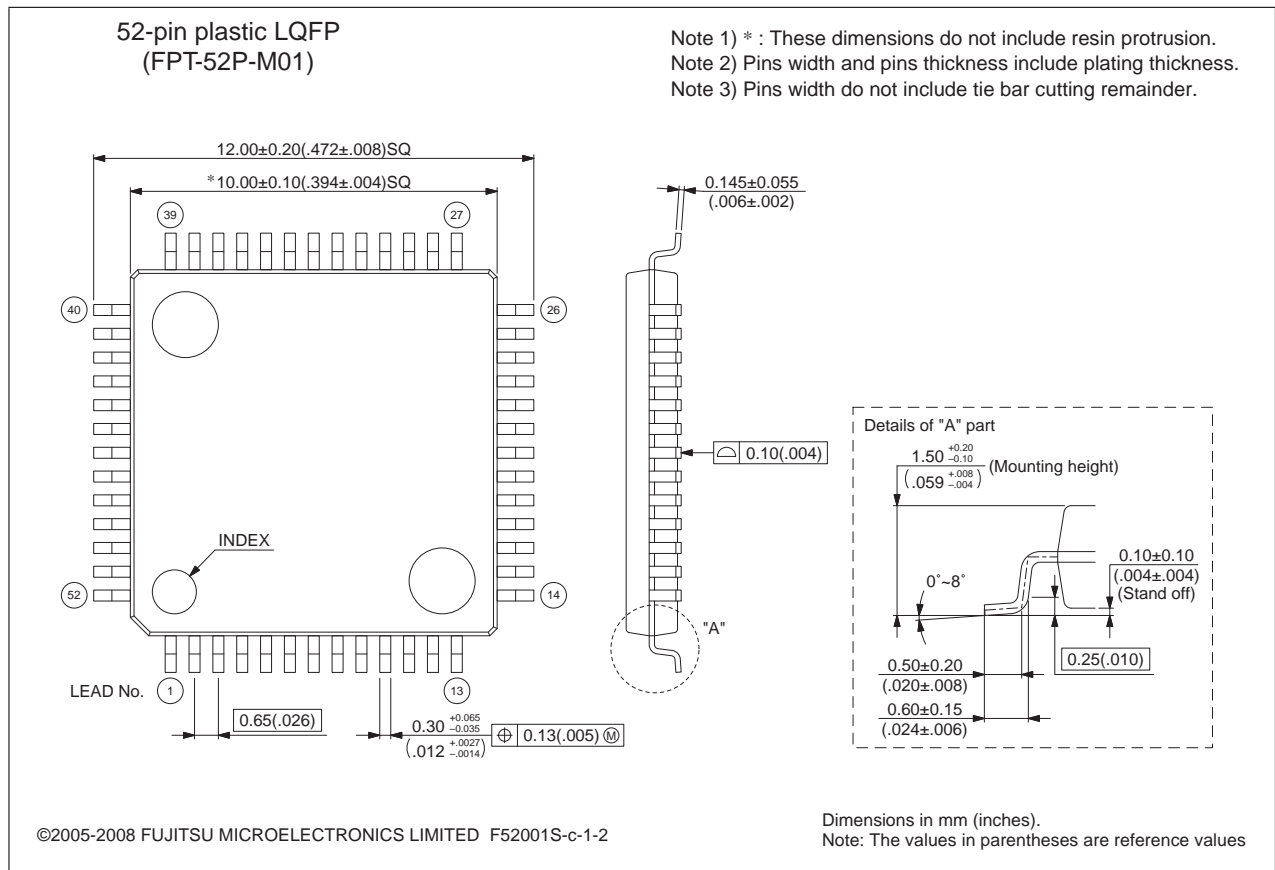 52-pin plastic LQFP
(FPT-52P-M01)
Note 1) * : These dimensions do not include resin protrusion.
Note 2) Pins width and pins thickness include plating thickness.
Note 3) Pins width do not include tie bar cutting remainder.
12.00±0.20(.472±.008)SQ
*10.00±0.10(.394±.004)SQ
0.145±0.055
(.006±.002)
39
27
40
26
0.10(.004)
Details of "A" part
1.50 +0.20 –0.10 (Mounting height)
(.059 +.008 –.004)
0.10±0.10
(.004±.004)
(Stand off)
0°~8°
INDEX
52
14
"A"
0.25(.010)
0.50±0.20
(.020±.008)
0.60±0.15
(.024±.006)
LEAD No.
1
13
0.65(.026)
0.30 +0.065 –0.035
(.012 +.0027 –.0014)
⌖ 0.13(.005) Ⓜ
©2005-2008 FUJITSU MICROELECTRONICS LIMITED F52001S-c-1-2
Dimensions in mm (inches).
Note: The values in parentheses are reference values